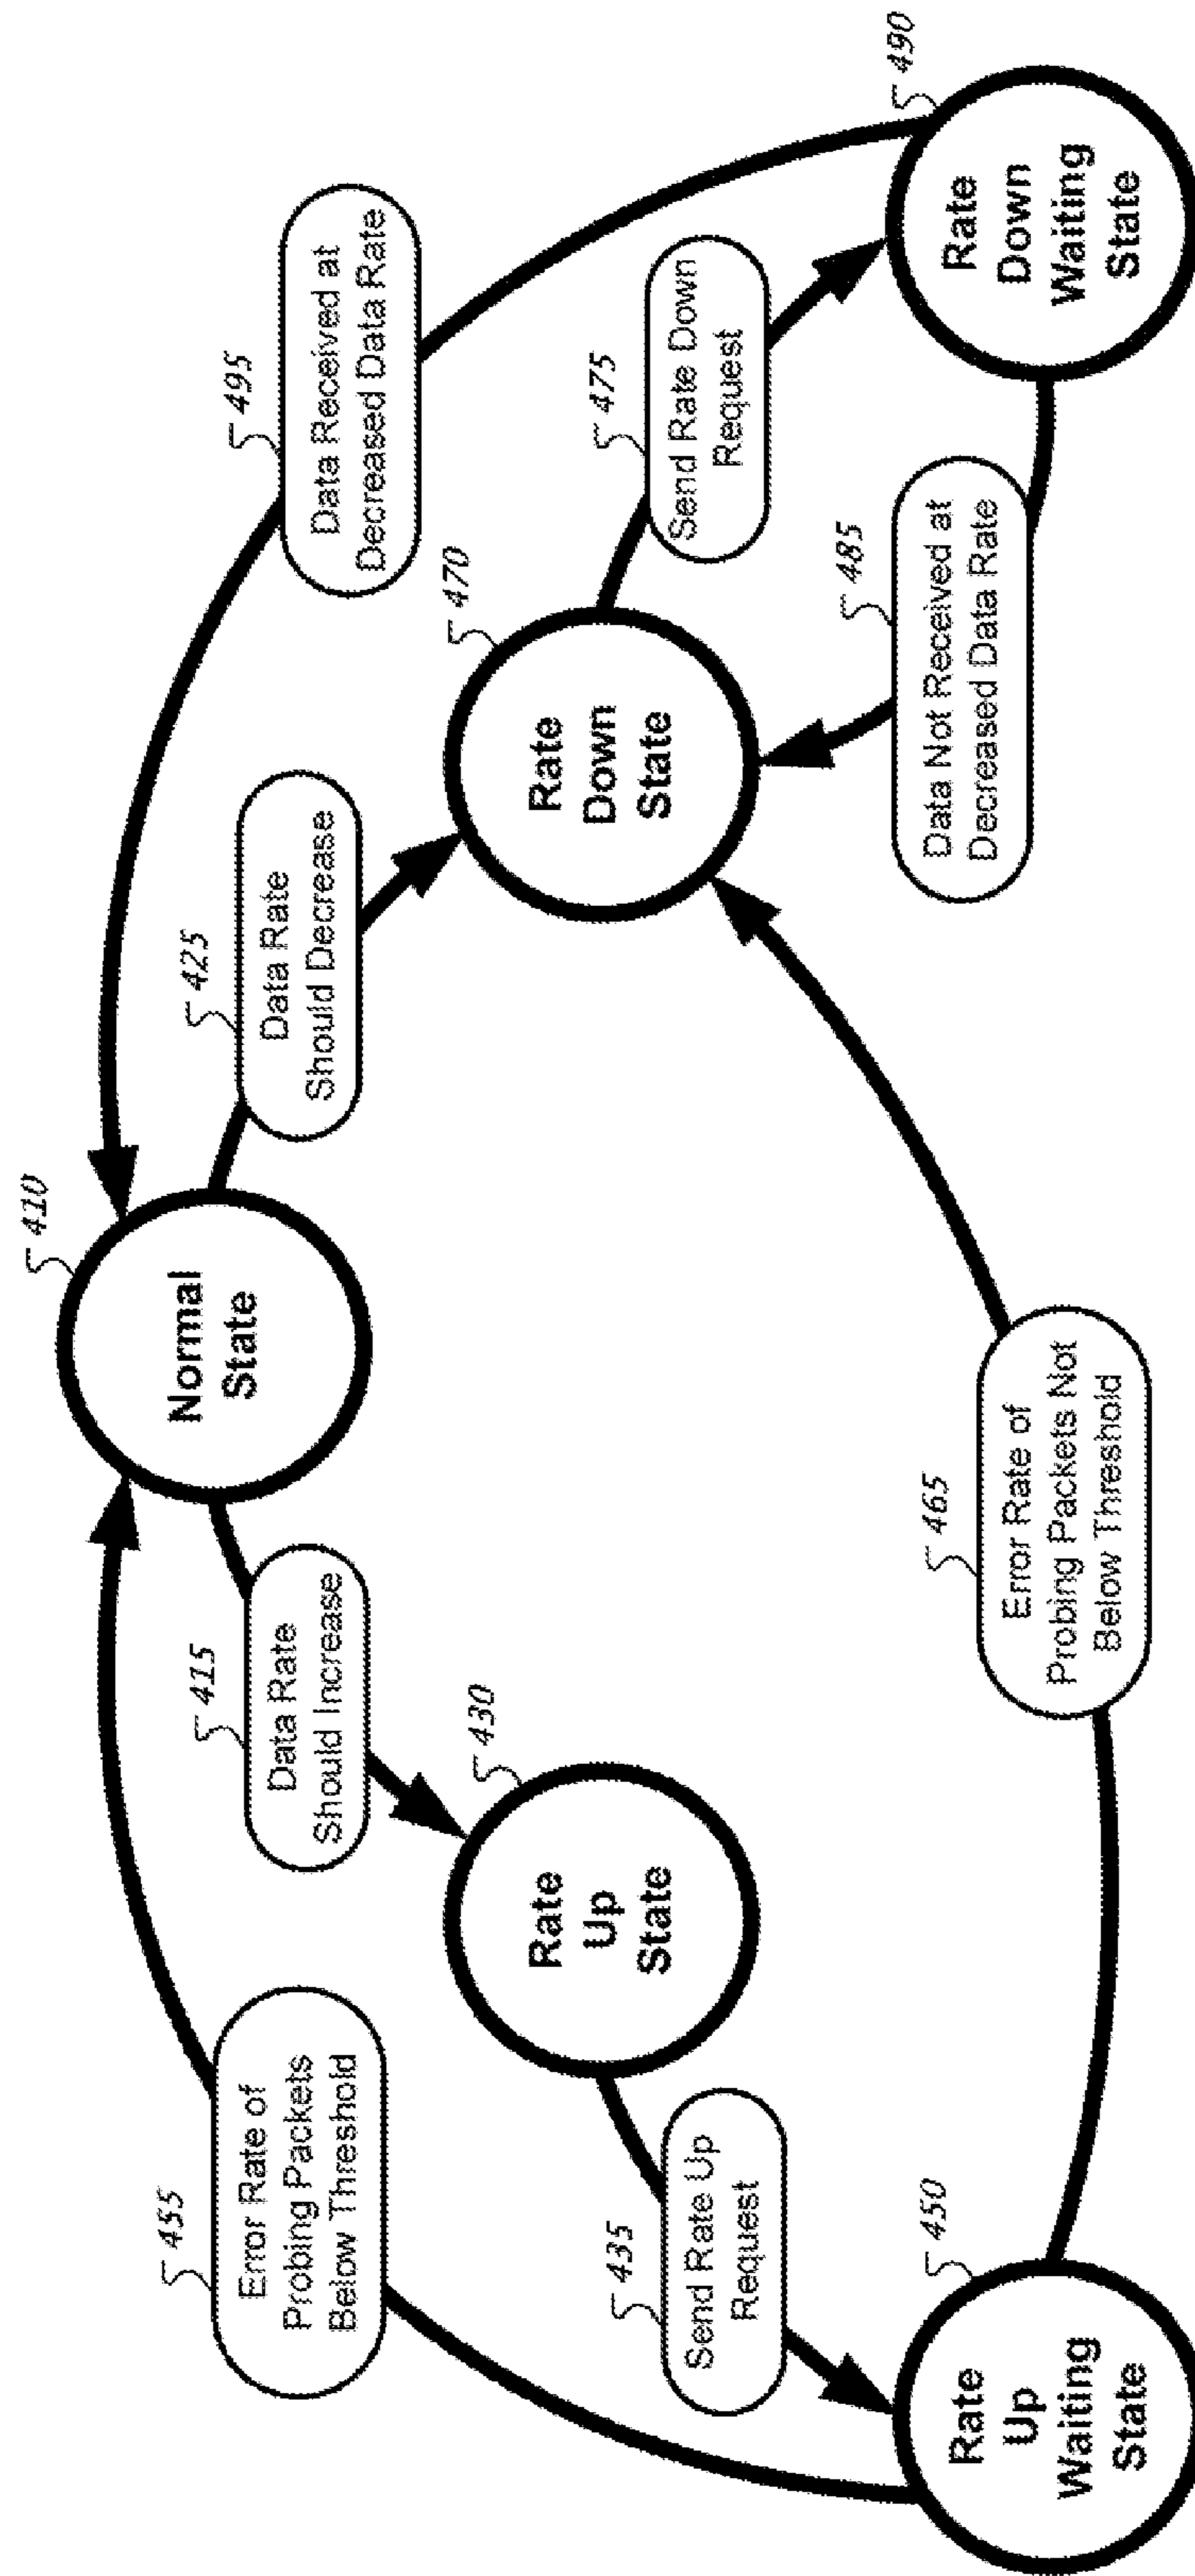 410
Normal
State
455
Error Rate of
Probing Packets
Below Threshold
415
Data Rate
Should Increase
425
Data Rate
Should Decrease
495
Data Received at
Decreased Data Rate
430
Rate
Up
State
470
Rate
Down
State
435
Send Rate Up
Request
475
Send Rate Down
Request
450
Rate
Up
Waiting
State
465
Error Rate of
Probing Packets Not
Below Threshold
485
Data Not Received at
Decreased Data Rate
490
Rate
Down
Waiting
State